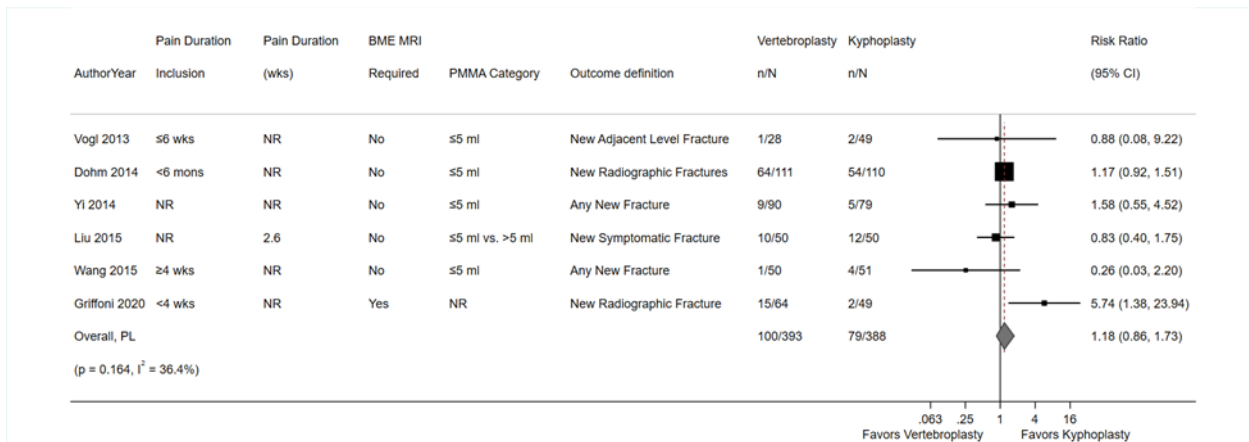 Pain Duration Pain Duration BME MRI Vertebroplasty Kyphoplasty Risk Ratio
AuthorYear Inclusion (wks) Required PMMA Category Outcome definition n/N n/N (95% CI)
Vogl 2013 ≤6 wks NR No ≤5 ml New Adjacent Level Fracture 1/28 2/49 0.88 (0.08, 9.22)
Dohm 2014 <6 mons NR No ≤5 ml New Radiographic Fractures 64/111 54/110 1.17 (0.92, 1.51)
Yi 2014 NR NR No ≤5 ml Any New Fracture 9/90 5/79 1.58 (0.55, 4.52)
Liu 2015 NR 2.6 No ≤5 ml vs. >5 ml New Symptomatic Fracture 10/50 12/50 0.83 (0.40, 1.75)
Wang 2015 ≥4 wks NR No ≤5 ml Any New Fracture 1/50 4/51 0.26 (0.03, 2.20)
Griffoni 2020 <4 wks NR Yes NR New Radiographic Fracture 15/64 2/49 5.74 (1.38, 23.94)
Overall, PL 100/393 79/388 1.18 (0.86, 1.73)
(p = 0.164, I² = 36.4%)
.063 .25 1 4 16
Favors Vertebroplasty Favors Kyphoplasty